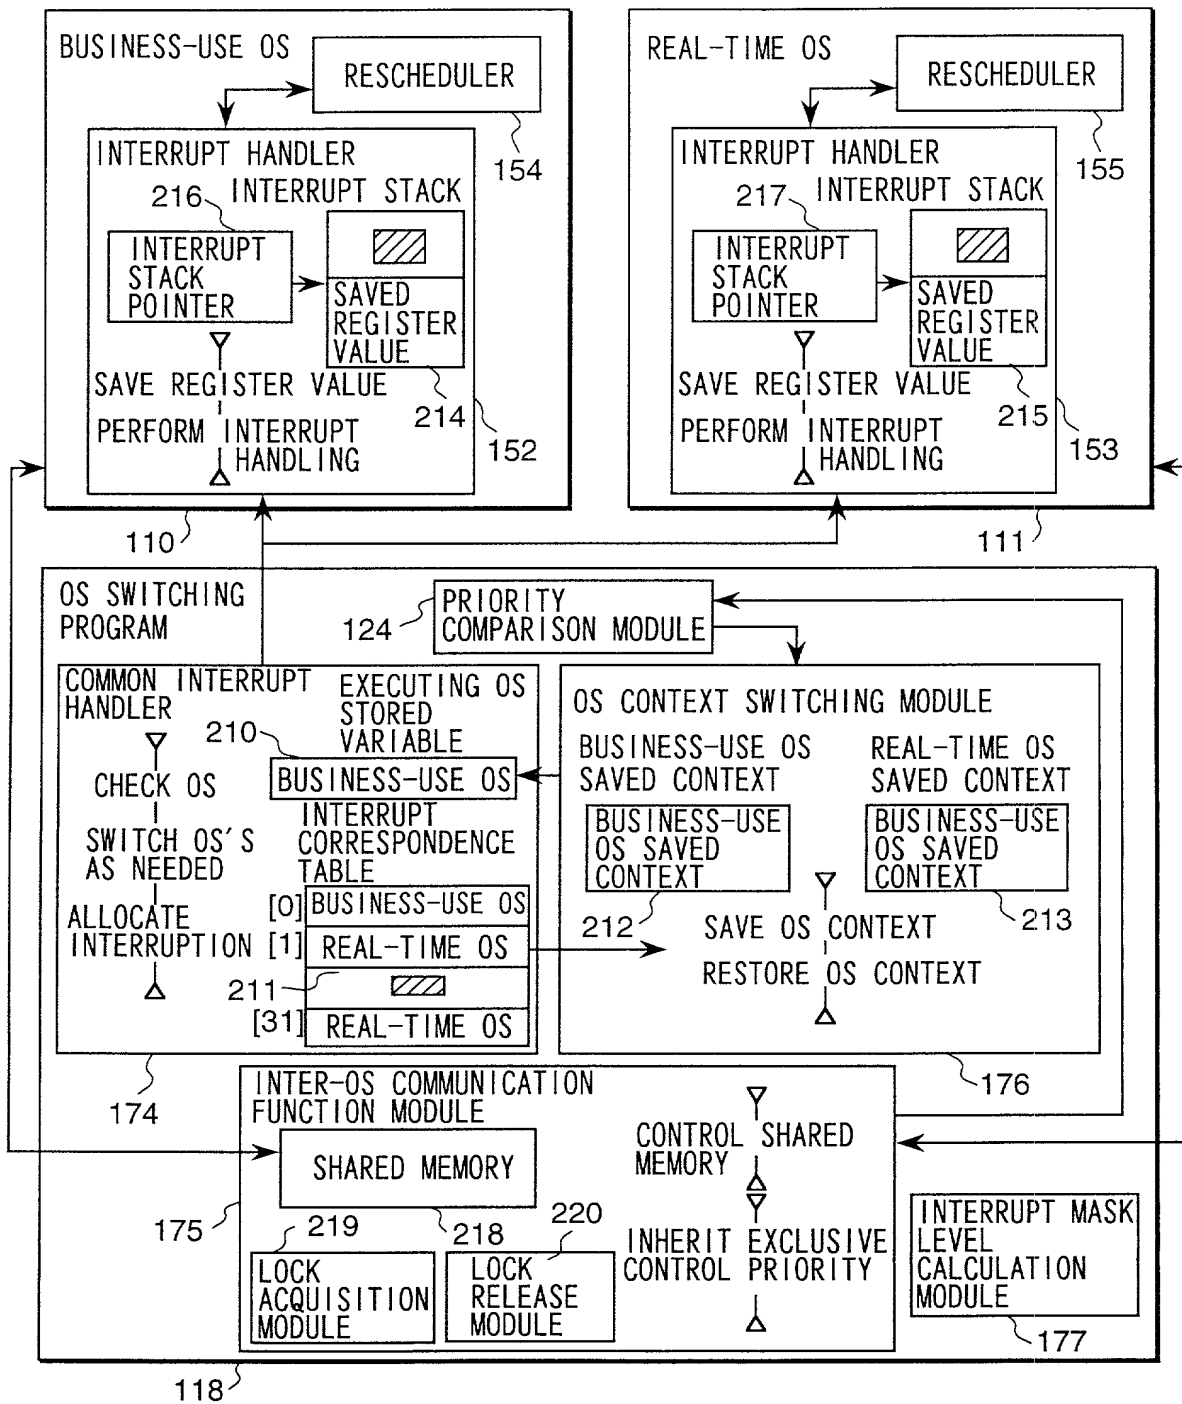 BUSINESS-USE OS
RESCHEDULER
154
INTERRUPT HANDLER
216
INTERRUPT STACK
INTERRUPT
STACK
POINTER
SAVED
REGISTER
VALUE
SAVE REGISTER VALUE
214
PERFORM INTERRUPT
HANDLING
152
110
REAL-TIME OS
RESCHEDULER
155
INTERRUPT HANDLER
217
INTERRUPT STACK
INTERRUPT
STACK
POINTER
SAVED
REGISTER
VALUE
SAVE REGISTER VALUE
215
PERFORM INTERRUPT
HANDLING
153
111
OS SWITCHING
PROGRAM
124
PRIORITY
COMPARISON MODULE
COMMON INTERRUPT
HANDLER
EXECUTING OS
STORED
VARIABLE
210
BUSINESS-USE OS
CHECK OS
SWITCH OS'S
AS NEEDED
ALLOCATE
INTERRUPTION
INTERRUPT
CORRESPONDENCE
TABLE
[0] BUSINESS-USE OS
[1] REAL-TIME OS
211
[31] REAL-TIME OS
174
OS CONTEXT SWITCHING MODULE
BUSINESS-USE OS
SAVED CONTEXT
REAL-TIME OS
SAVED CONTEXT
BUSINESS-USE
OS SAVED
CONTEXT
BUSINESS-USE
OS SAVED
CONTEXT
212
213
SAVE OS CONTEXT
RESTORE OS CONTEXT
176
INTER-OS COMMUNICATION
FUNCTION MODULE
SHARED MEMORY
CONTROL SHARED
MEMORY
175
219
218
220
INHERIT EXCLUSIVE
CONTROL PRIORITY
LOCK
ACQUISITION
MODULE
LOCK
RELEASE
MODULE
INTERRUPT MASK
LEVEL
CALCULATION
MODULE
177
118